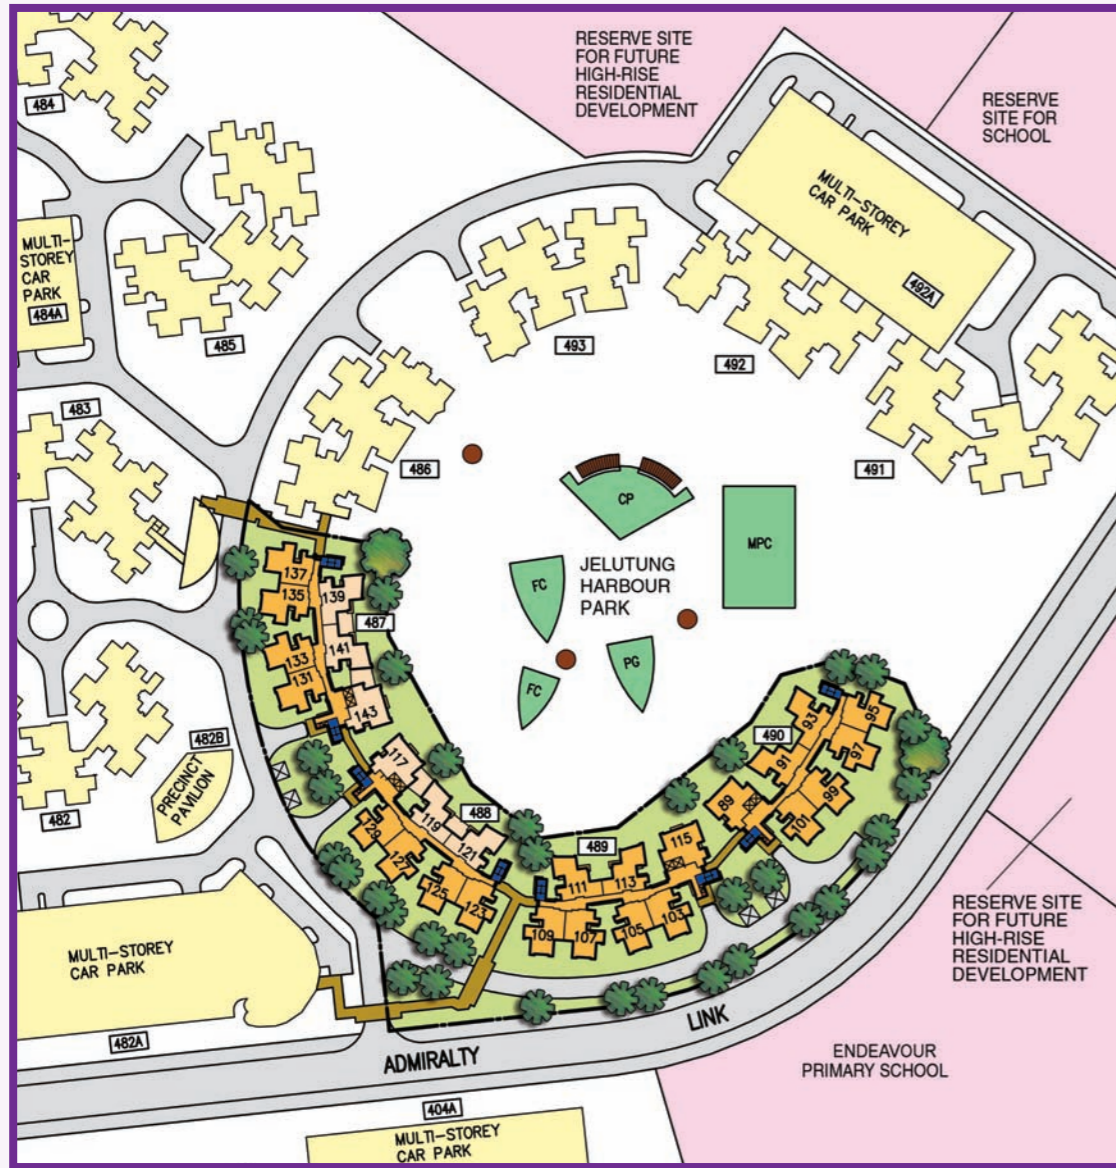 RESERVE SITE
FOR FUTURE
HIGH-RISE
RESIDENTIAL
DEVELOPMENT
RESERVE
SITE FOR
SCHOOL
484
MULTI-STOREY
CAR PARK
492A
MULTI-
STOREY
CAR
PARK
484A
485
493
492
483
486
491
CP
MPC
JELUTUNG
HARBOUR
PARK
FC
FC
PG
137
135
139
487
133
131
141
143
482B
PRECINCT
PAVILION
482
117
119
488
121
129
127
125
123
490
93
95
91
97
89
99
101
489
115
111
113
109
107
105
103
MULTI-STOREY
CAR PARK
482A
ADMIRALTY
LINK
RESERVE SITE
FOR FUTURE
HIGH-RISE
RESIDENTIAL
DEVELOPMENT
ENDEAVOUR
PRIMARY SCHOOL
404A
MULTI-STOREY
CAR PARK